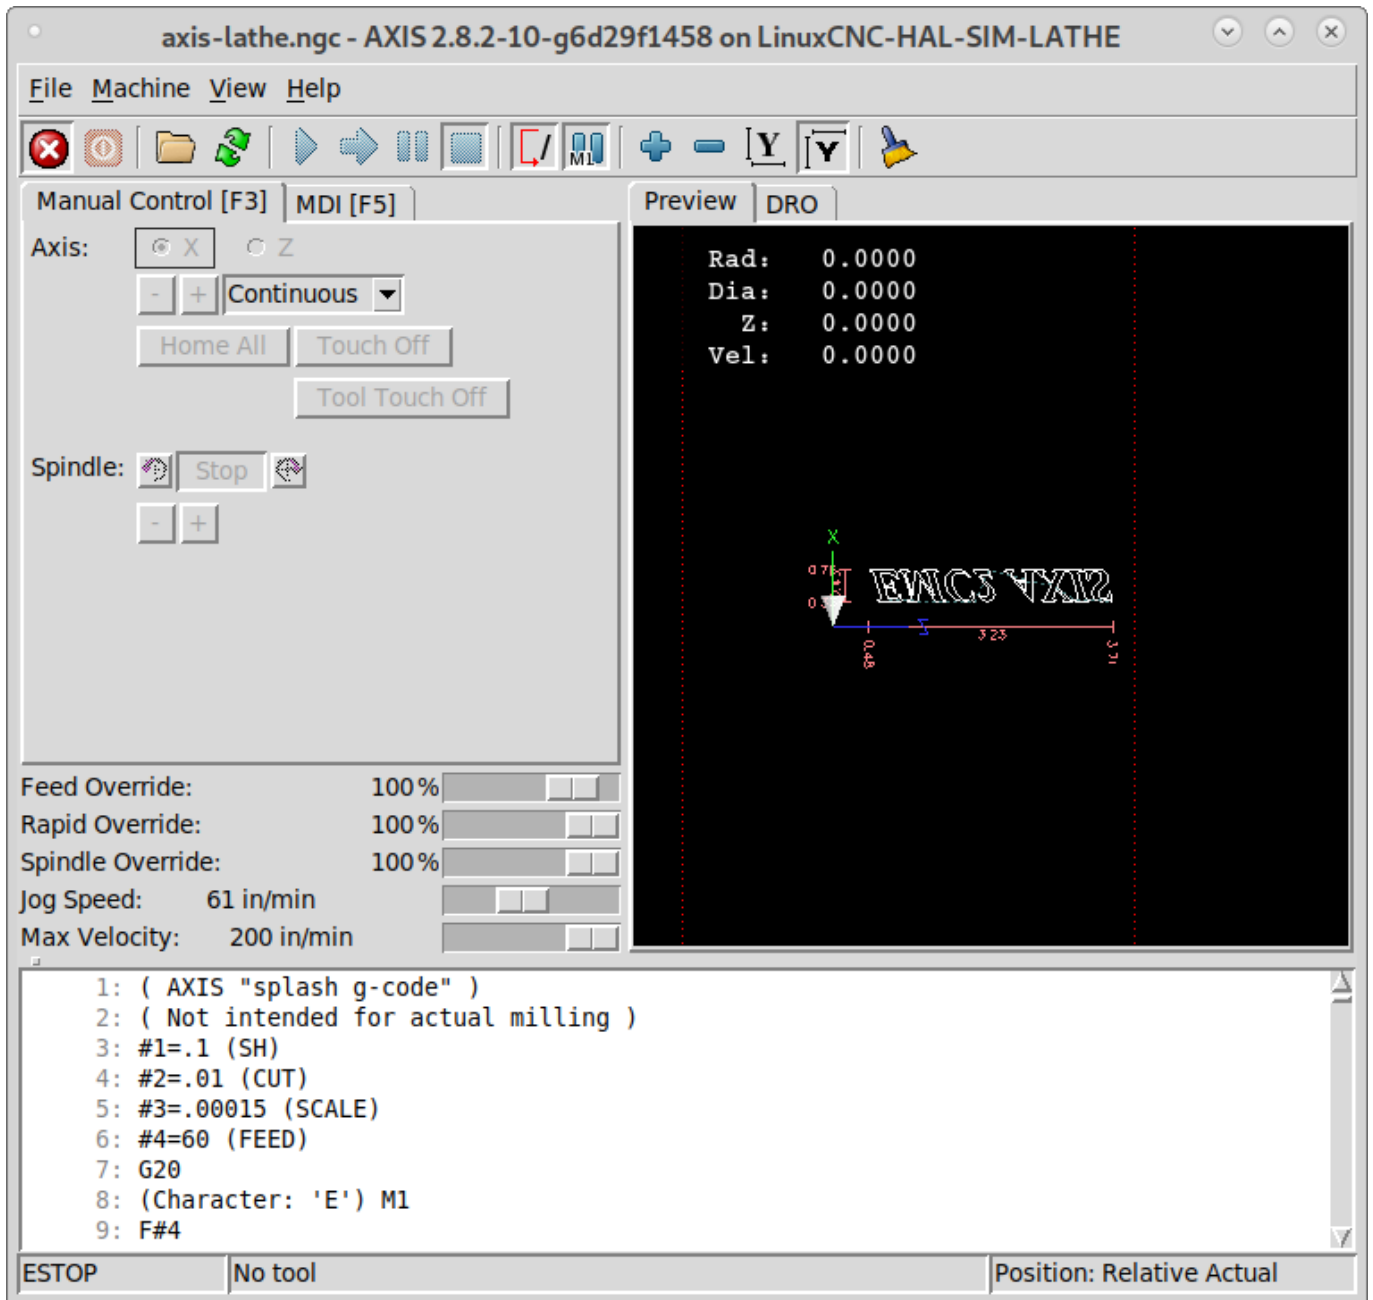 axis-lathe.ngc - AXIS 2.8.2-10-g6d29f1458 on LinuxCNC-HAL-SIM-LATHE
File Machine View Help
M1 Y Y
Manual Control [F3] MDI [F5]
Preview DRO
Axis: X Z
- + Continuous
Home All Touch Off
Tool Touch Off
Spindle: Stop
- +
Rad: 0.0000
Dia: 0.0000
Z: 0.0000
Vel: 0.0000
X
EMC2 AXIS
Z
3.23
0.48
3.71
Feed Override: 100 %
Rapid Override: 100 %
Spindle Override: 100 %
Jog Speed: 61 in/min
Max Velocity: 200 in/min
1: ( AXIS "splash g-code" )
2: ( Not intended for actual milling )
3: #1=.1 (SH)
4: #2=.01 (CUT)
5: #3=.00015 (SCALE)
6: #4=60 (FEED)
7: G20
8: (Character: 'E') M1
9: F#4
ESTOP No tool Position: Relative Actual